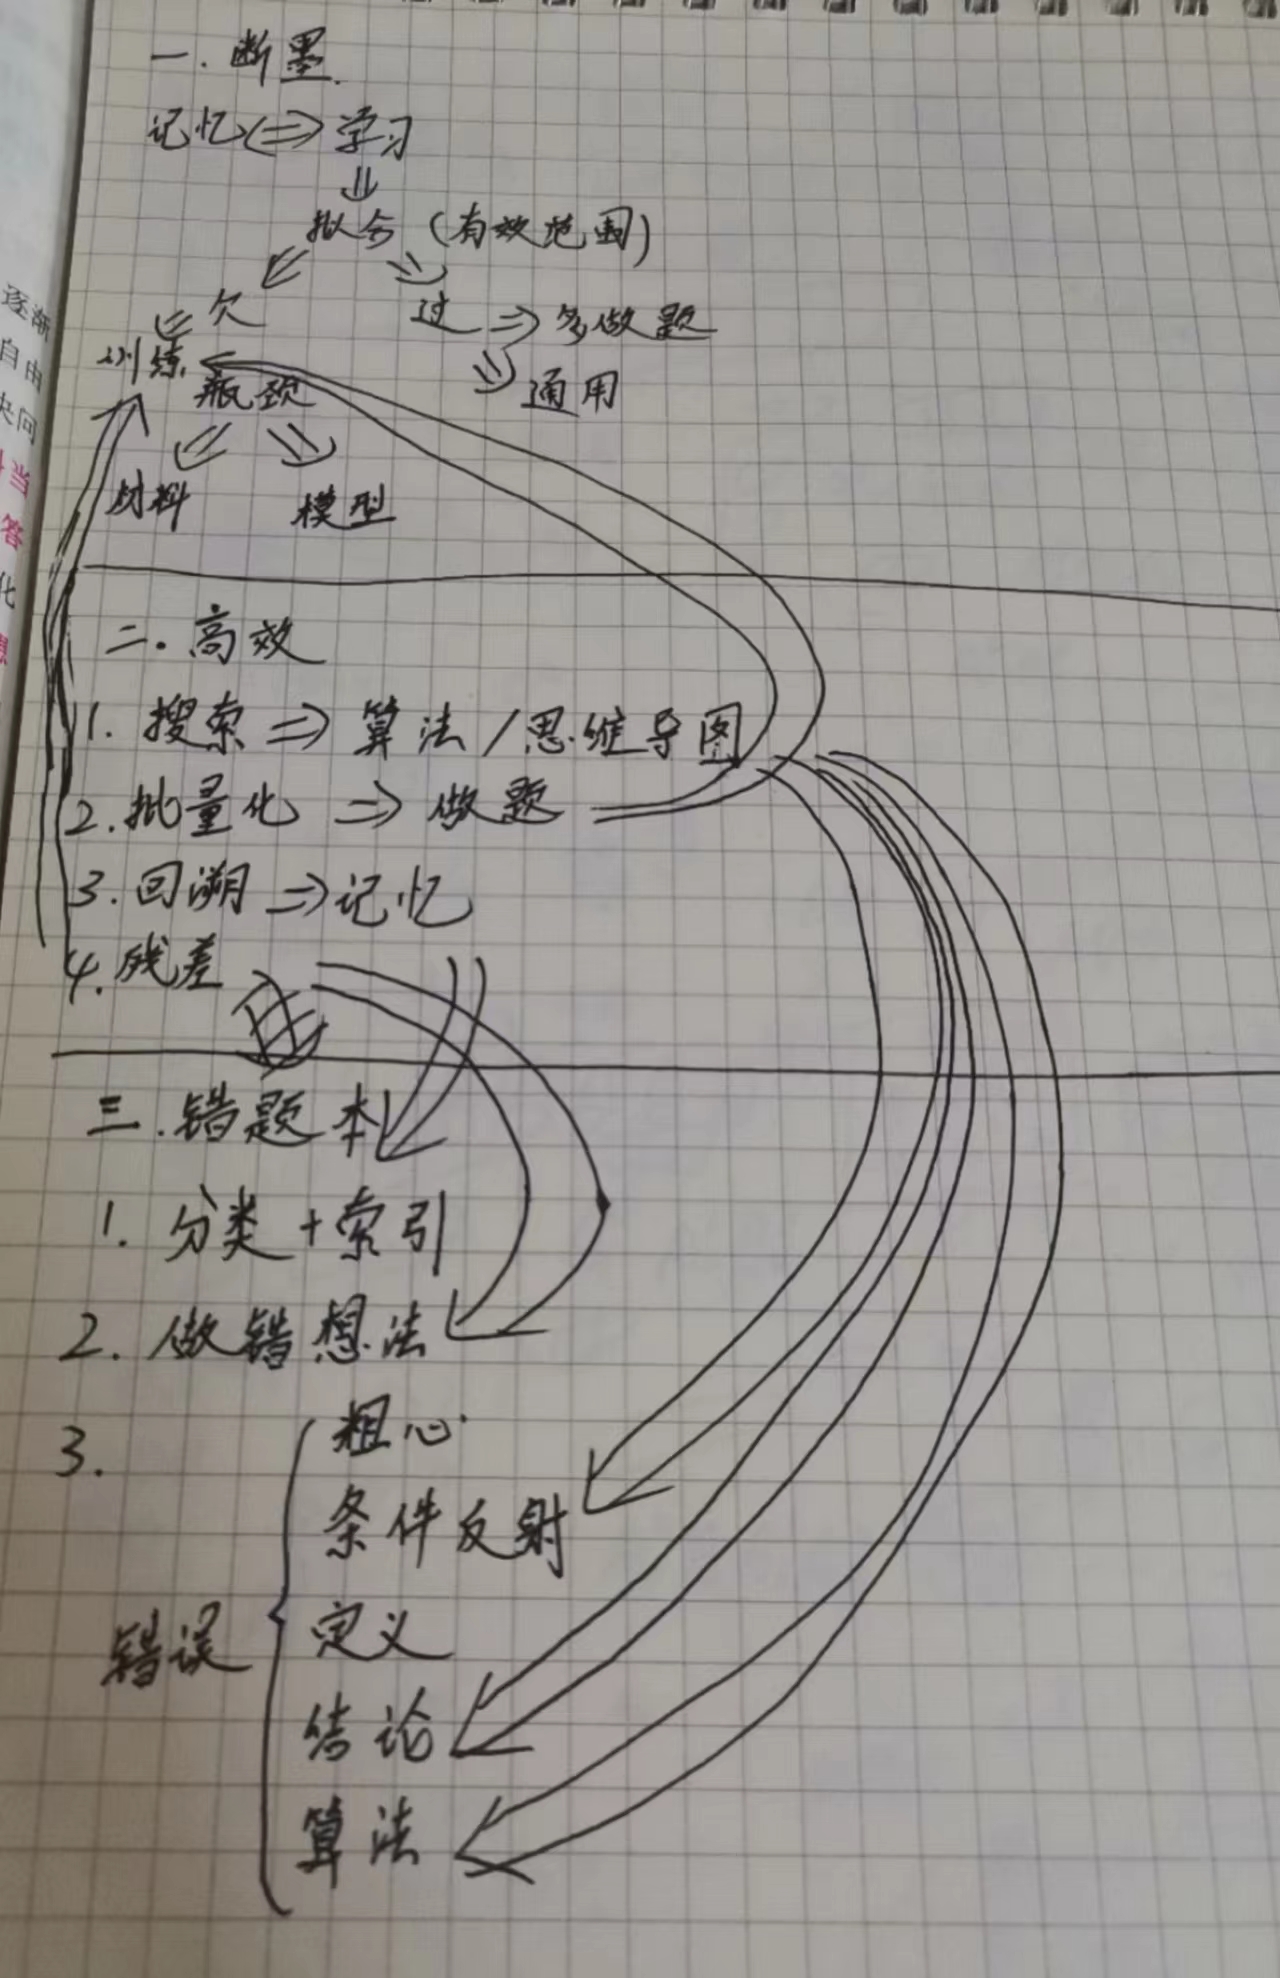 一.断墨.
记忆⇔学习
⇓
拟合(有效范围)
⇙ ⇘
欠 过⇒多做题
⇙ ⇘
训练 通用
瓶颈
⇙ ⇘
材料 模型
二.高效
1.搜索⇒算法/思维导图
2.批量化⇒做题
3.回溯⇒记忆
4.残差
三.错题本
1.分类+索引
2.做错想法
3.
错误{
粗心
条件反射
定义
结论
算法
逐渐
自由
央问
当
答
化